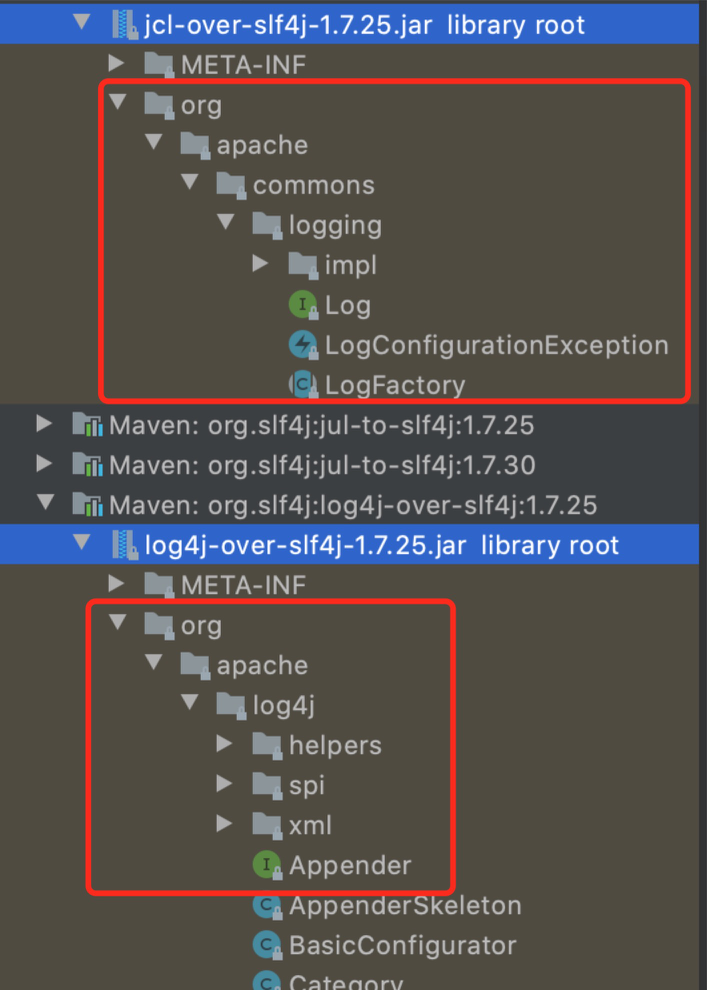 jcl-over-slf4j-1.7.25.jar library root
META-INF
org
apache
commons
logging
impl
Log
LogConfigurationException
LogFactory
Maven: org.slf4j:jul-to-slf4j:1.7.25
Maven: org.slf4j:jul-to-slf4j:1.7.30
Maven: org.slf4j:log4j-over-slf4j:1.7.25
log4j-over-slf4j-1.7.25.jar library root
META-INF
org
apache
log4j
helpers
spi
xml
Appender
AppenderSkeleton
BasicConfigurator
Category